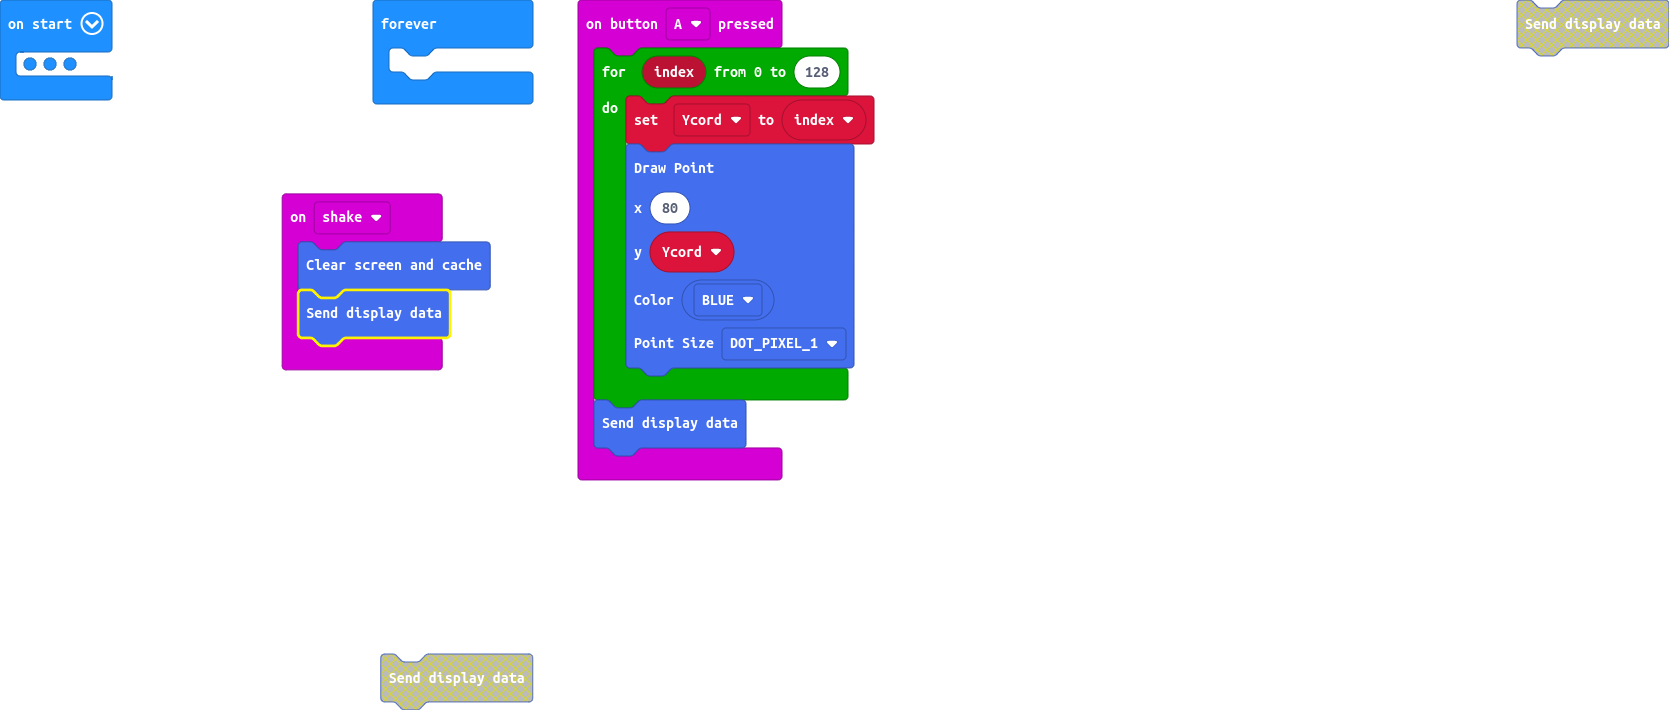 on start
forever
on button A pressed
Send display data
for index from 0 to 128
do
set Ycord to index
Draw Point
x 80
y Ycord
Color BLUE
Point Size DOT_PIXEL_1
Send display data
on shake
Clear screen and cache
Send display data
Send display data